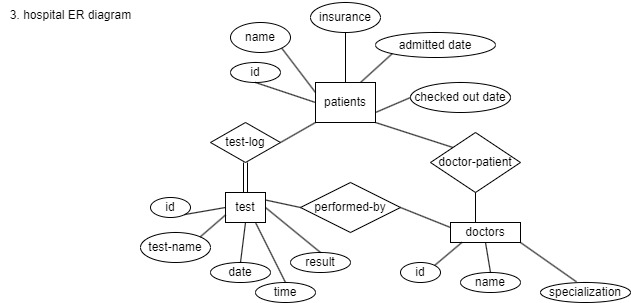 3. hospital ER diagram
insurance
name
admitted date
id
checked out date
patients
test-log
doctor-patient
id
test
performed-by
doctors
test-name
date
result
time
id
name
specialization